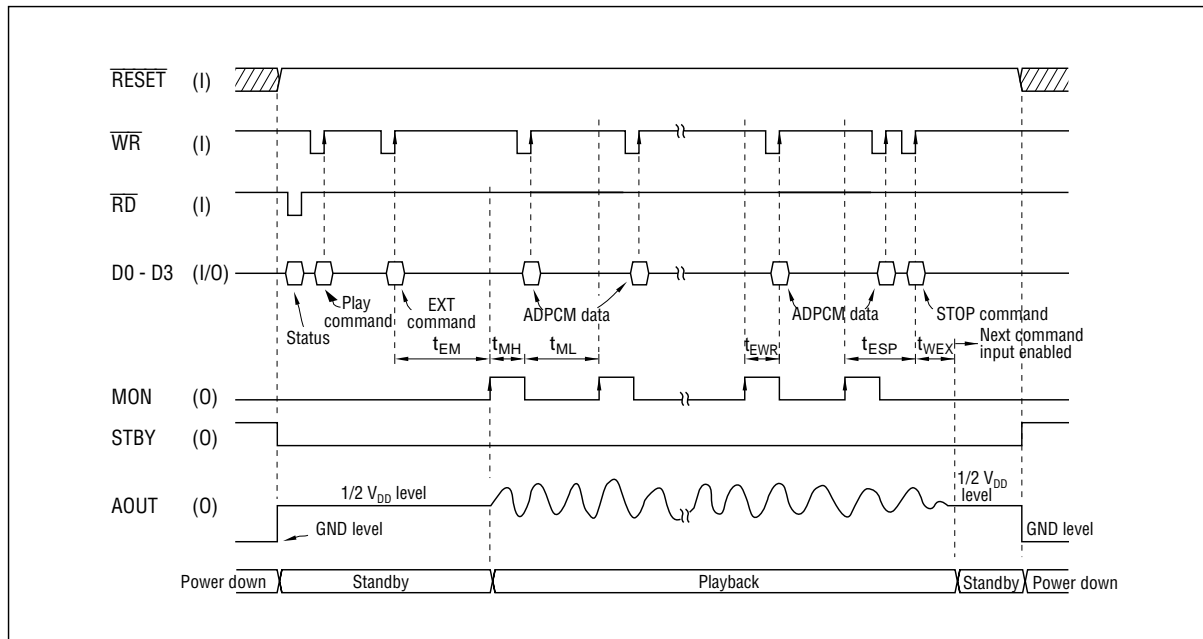 RESET (I)
WR (I)
RD (I)
D0 - D3 (I/O)
Status
Play
command
EXT
command
ADPCM data
ADPCM data
STOP command
Next command
input enabled
tEM
tMH
tML
tEWR
tESP
tWEX
MON (O)
STBY (O)
AOUT (O)
1/2 VDD level
GND level
1/2 VDD
level
GND level
Power down
Standby
Playback
Standby
Power down